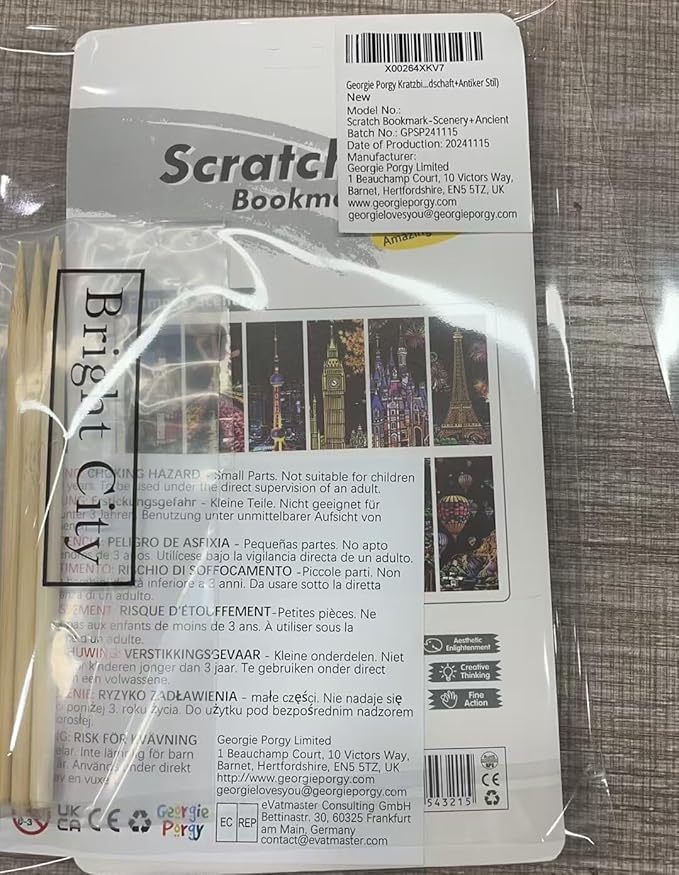 X00264XKV7
Georgie Porgy Kratzbi...dschaft+Antiker Stil)
New
Model No.:
Scratch Bookmark-Scenery+Ancient
Batch No.: GPSP241115
Date of Production: 20241115
Manufacturer:
Georgie Porgy Limited
1 Beauchamp Court, 10 Victors Way,
Barnet, Hertfordshire, EN5 5TZ, UK
www.georgieporgy.com
georgielovesyou@georgieporgy.com
Scratch
Bookm
Amazing
Bright City
CHOKING HAZARD - Small Parts. Not suitable for children
To be used under the direct supervision of an adult.
Erstickungsgefahr - Kleine Teile. Nicht geeignet für
unter 3 Jahren. Benutzung unter unmittelbarer Aufsicht von
PELIGRO DE ASFIXIA - Pequeñas partes. No apto
de 3 años. Utilícese bajo la vigilancia directa de un adulto.
RISCHIO DI SOFFOCAMENTO -Piccole parti. Non
inferiore a 3 anni. Da usare sotto la diretta
di un adulto.
RISQUE D'ÉTOUFFEMENT-Petites pièces. Ne
pas aux enfants de moins de 3 ans. À utiliser sous la
un adulte.
VERSTIKKINGSGEVAAR - Kleine onderdelen. Niet
kinderen jonger dan 3 jaar. Te gebruiken onder direct
een volwassene.
RYZYKO ZADŁAWIENIA - małe części. Nie nadaje się
poniżej 3. roku życia. Do użytku pod bezpośrednim nadzorem
RISK FOR KVÄVNING
Inte lämplig för barn
år. Används under direkt
av en vuxen
Georgie Porgy Limited
1 Beauchamp Court, 10 Victors Way,
Barnet, Hertfordshire, EN5 5TZ, UK
http://www.georgieporgy.com
georgielovesyou@georgieporgy.com
Aesthetic
Enlightenment
Creative
Thinking
Fine
Action
543215
CE
0-3
UK
CA
CE
Georgie
Porgy
EC REP
eVatmaster Consulting GmbH
Bettinastr. 30, 60325 Frankfurt
am Main, Germany
contact@evatmaster.com